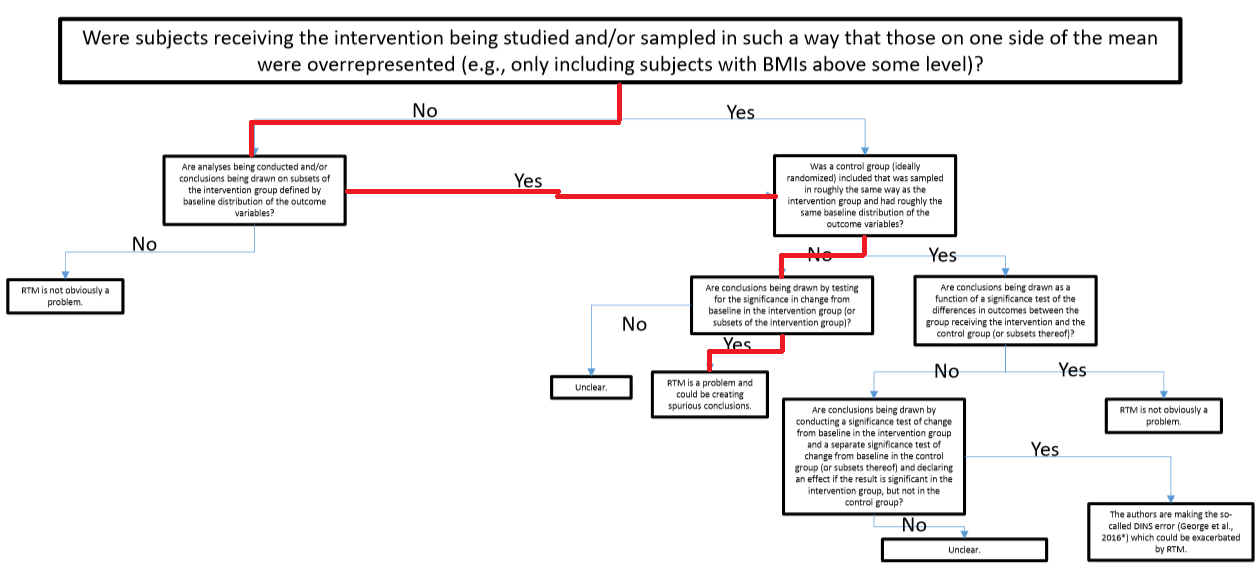 Were subjects receiving the intervention being studied and/or sampled in such a way that those on one side of the mean
were overrepresented (e.g., only including subjects with BMIs above some level)?
No
Yes
Are analyses being conducted and/or
conclusions being drawn on subsets of
the intervention group defined by
baseline distribution of the outcome
variables?
Yes
Was a control group (ideally
randomized) included that was sampled
in roughly the same way as the
intervention group and had roughly the
same baseline distribution of the
outcome variables?
No
RTM is not obviously a
problem.
No
Yes
Are conclusions being drawn by testing
for the significance in change from
baseline in the intervention group (or
subsets of the intervention group)?
Are conclusions being drawn as a
function of a significance test of the
differences in outcomes between the
group receiving the intervention and the
control group (or subsets thereof)?
No
Yes
Unclear.
RTM is a problem and
could be creating
spurious conclusions.
No
Yes
Are conclusions being drawn by
conducting a significance test of change
from baseline in the intervention group
and a separate significance test of
change from baseline in the control
group (or subsets thereof) and declaring
an effect if the result is significant in the
intervention group, but not in the
control group?
RTM is not obviously a
problem.
Yes
No
Unclear.
The authors are making the so-
called DINS error (George et al.,
2016*) which could be exacerbated
by RTM.